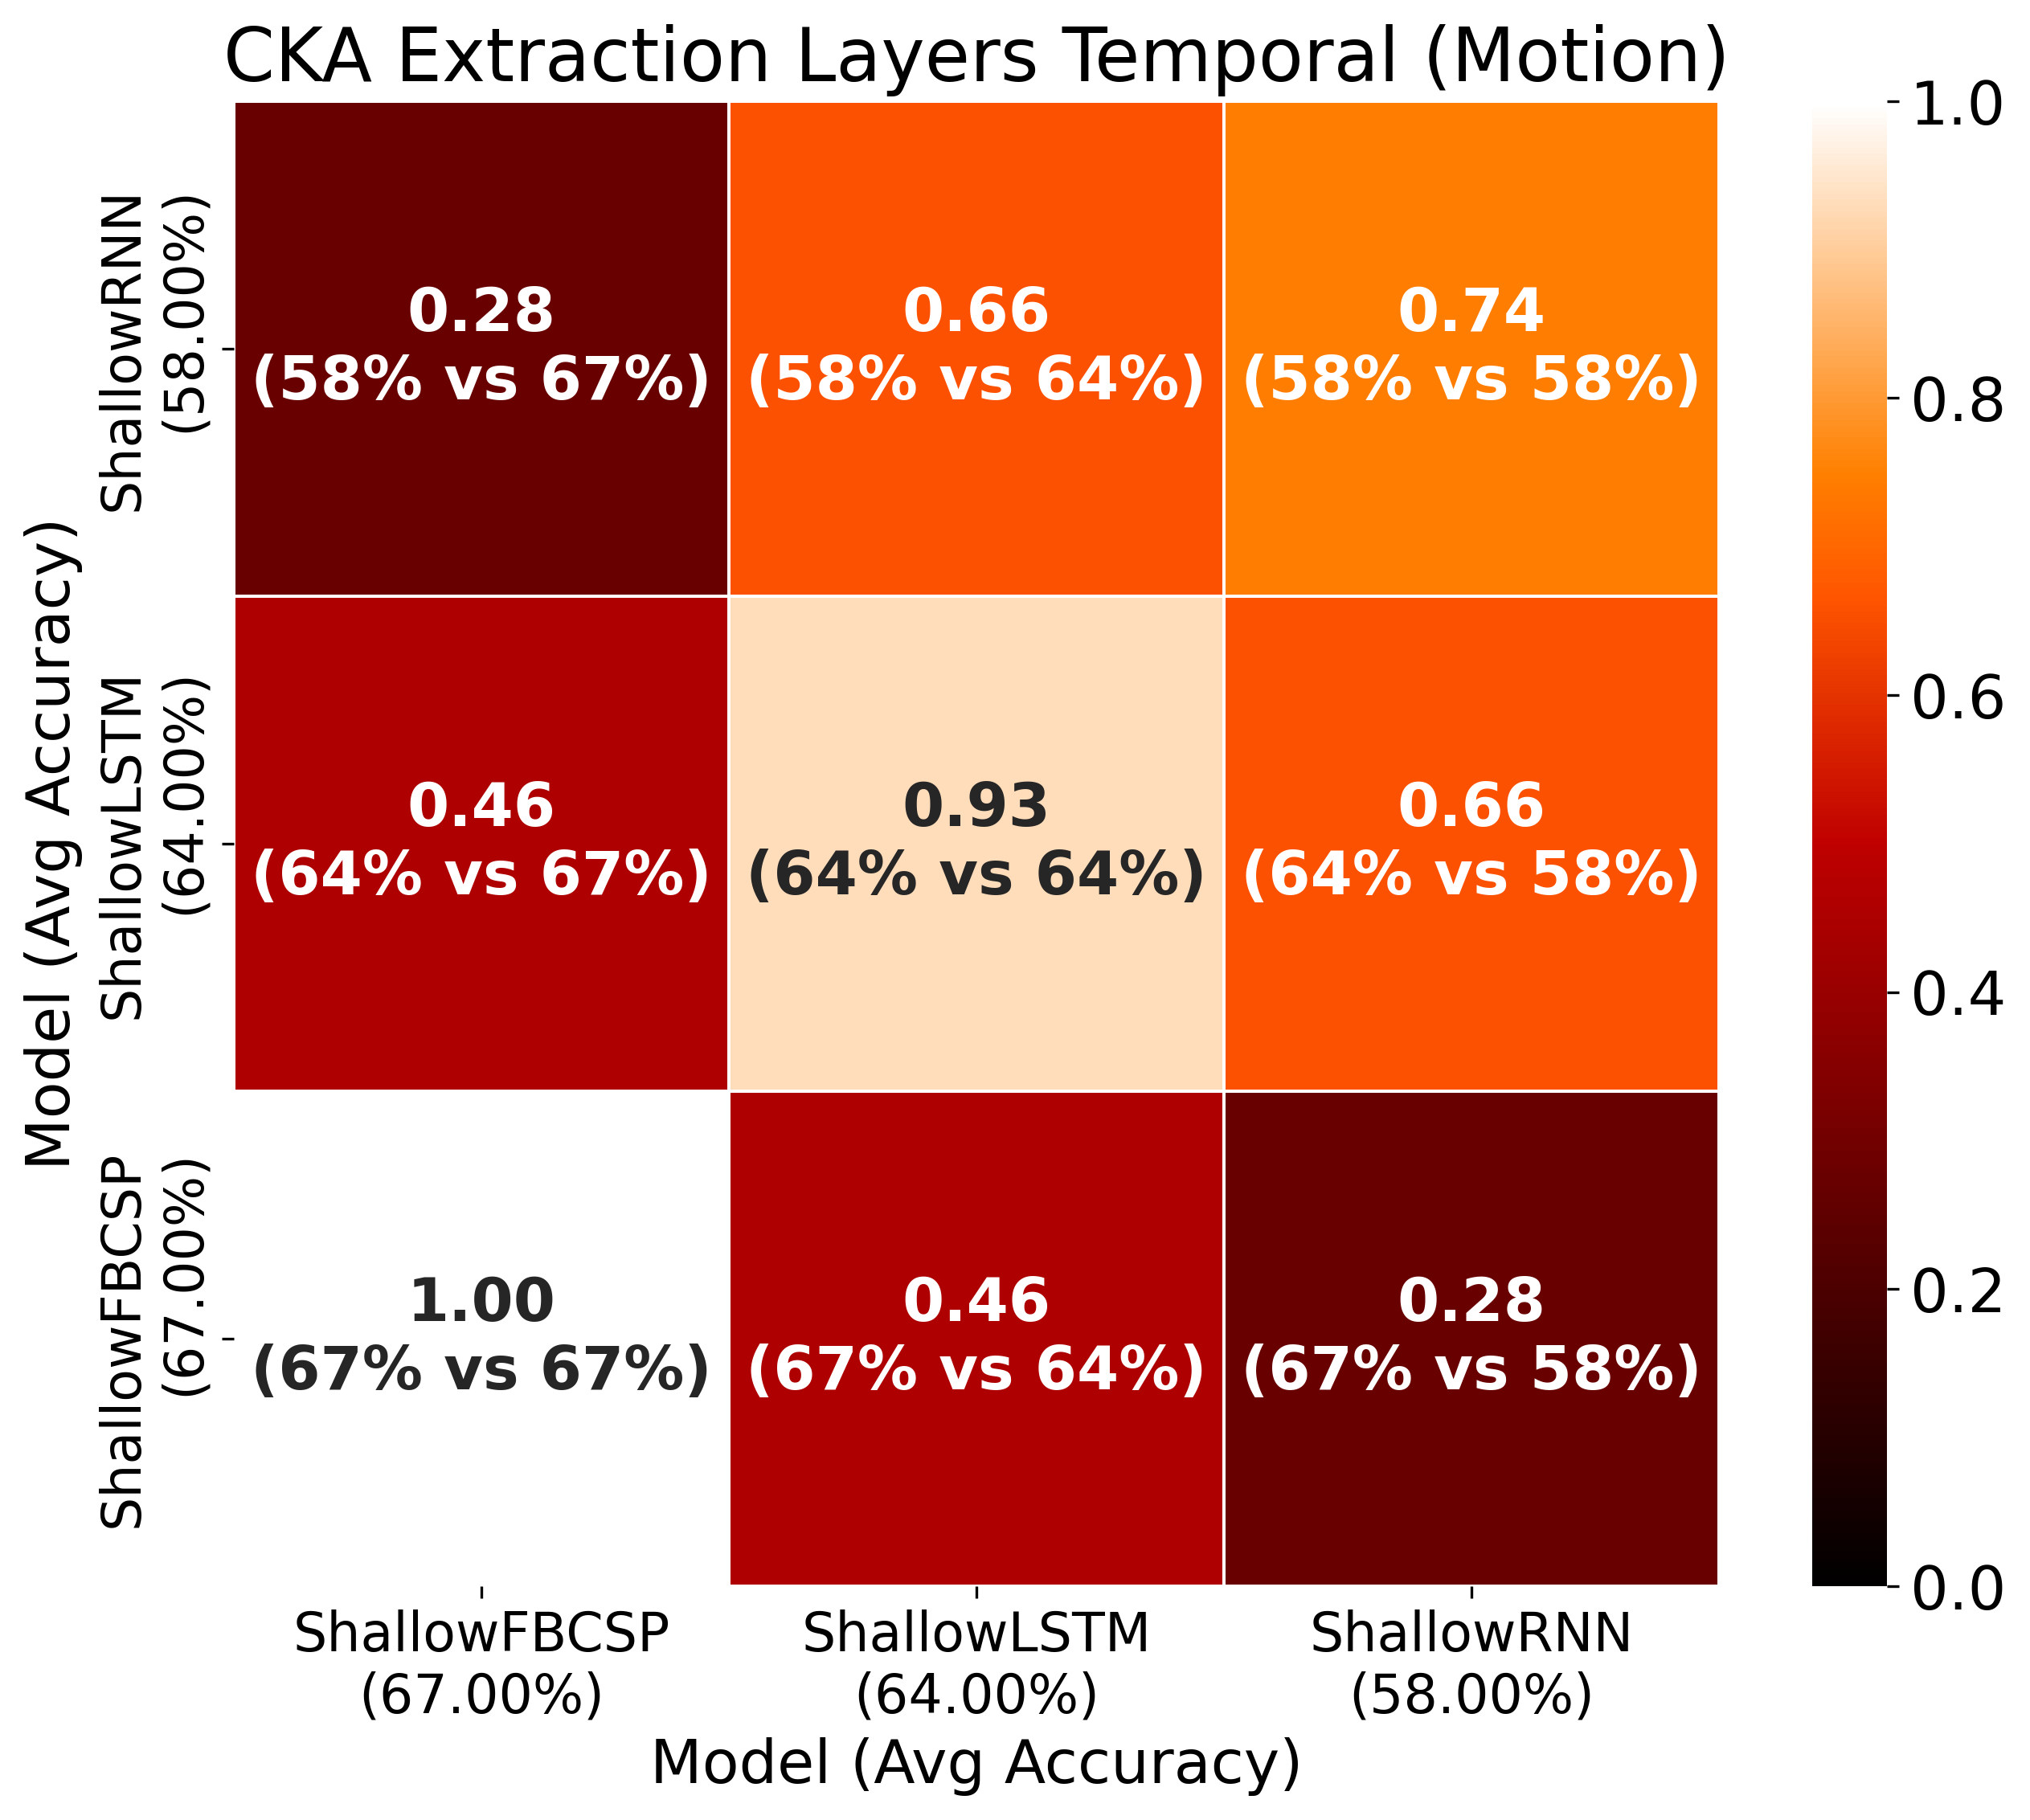 CKA Extraction Layers Temporal (Motion)
Model (Avg Accuracy)
ShallowRNN
(58.00%)
0.28
(58% vs 67%)
0.66
(58% vs 64%)
0.74
(58% vs 58%)
ShallowLSTM
(64.00%)
0.46
(64% vs 67%)
0.93
(64% vs 64%)
0.66
(64% vs 58%)
ShallowFBCSP
(67.00%)
1.00
(67% vs 67%)
0.46
(67% vs 64%)
0.28
(67% vs 58%)
ShallowFBCSP
(67.00%)
ShallowLSTM
(64.00%)
ShallowRNN
(58.00%)
Model (Avg Accuracy)
1.0
0.8
0.6
0.4
0.2
0.0